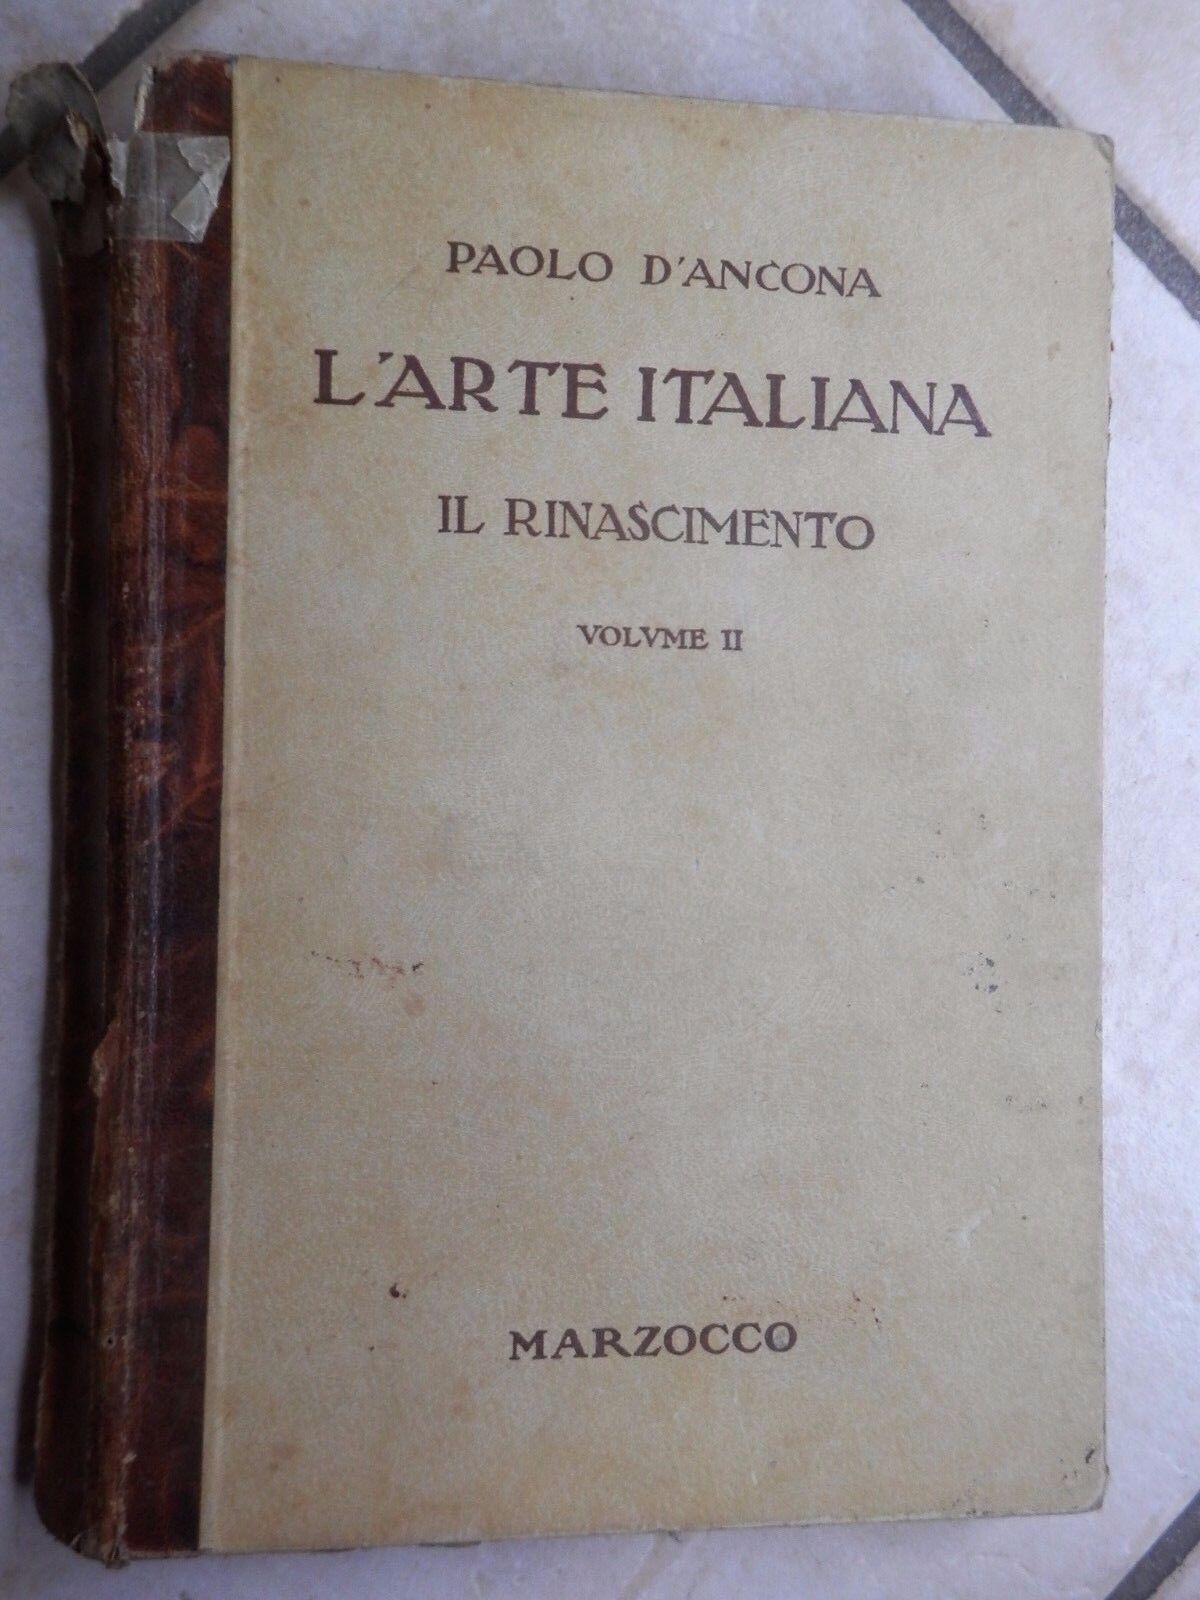 PAOLO D'ANCONA
L'ARTE ITALIANA
IL RINASCIMENTO
VOLVME II
MARZOCCO